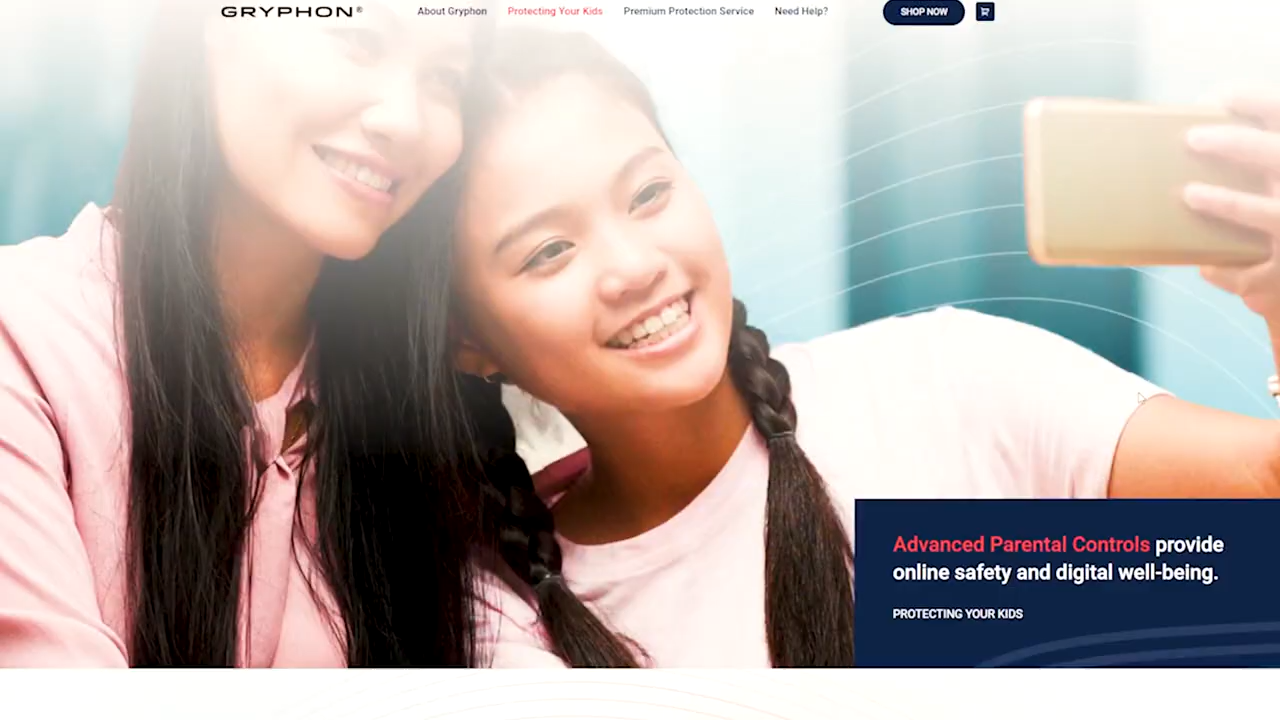 GRYPHON®
About Gryphon
Protecting Your Kids
Premium Protection Service
Need Help?
SHOP NOW
Advanced Parental Controls provide
online safety and digital well-being.
PROTECTING YOUR KIDS